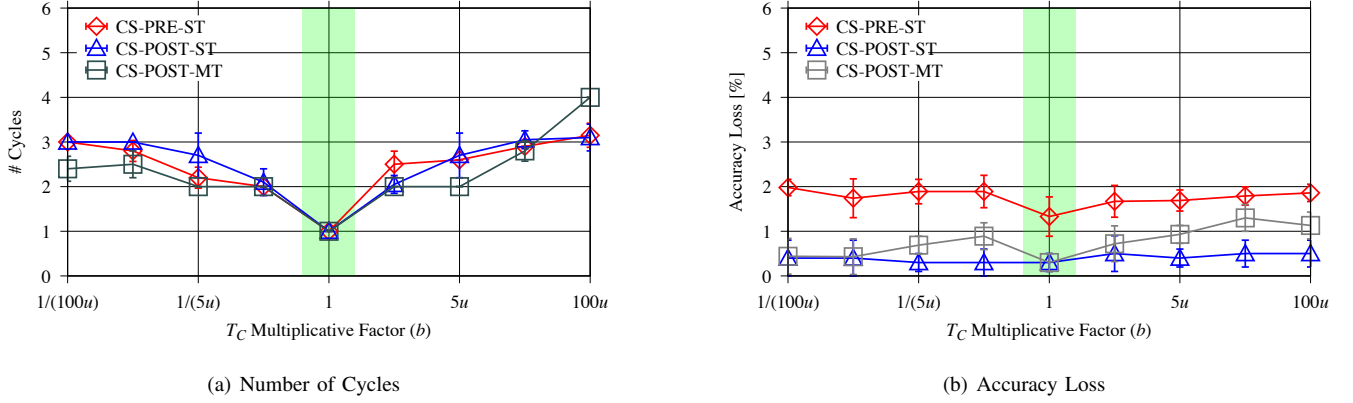 6
5
4
3
2
1
0
# Cycles
CS-PRE-ST
CS-POST-ST
CS-POST-MT
1/(100u)
1/(5u)
1
5u
100u
T_C Multiplicative Factor (b)
(a) Number of Cycles
6
5
4
3
2
1
0
Accuracy Loss [%]
CS-PRE-ST
CS-POST-ST
CS-POST-MT
1/(100u)
1/(5u)
1
5u
100u
T_C Multiplicative Factor (b)
(b) Accuracy Loss